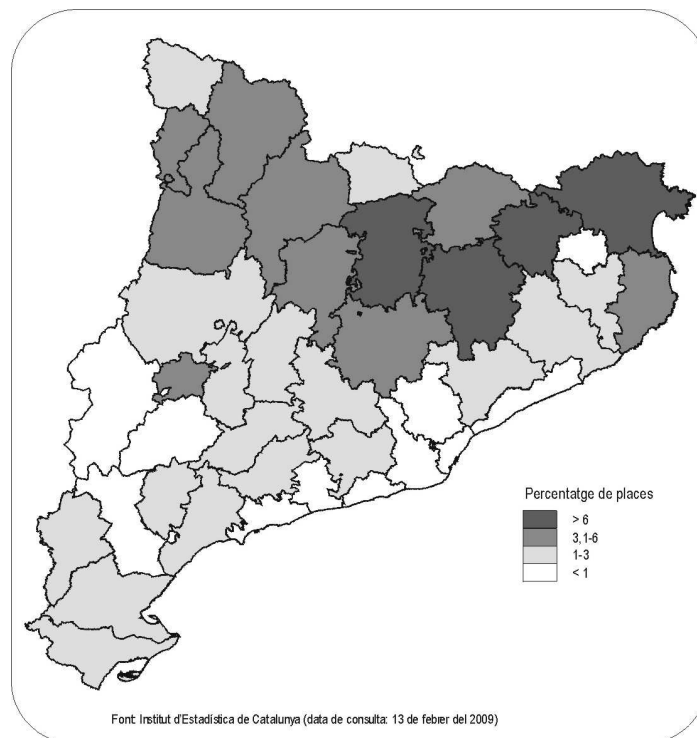 Percentatge de places
> 6
3,1-6
1-3
< 1
Font: Institut d'Estadística de Catalunya (data de consulta: 13 de febrer del 2009)